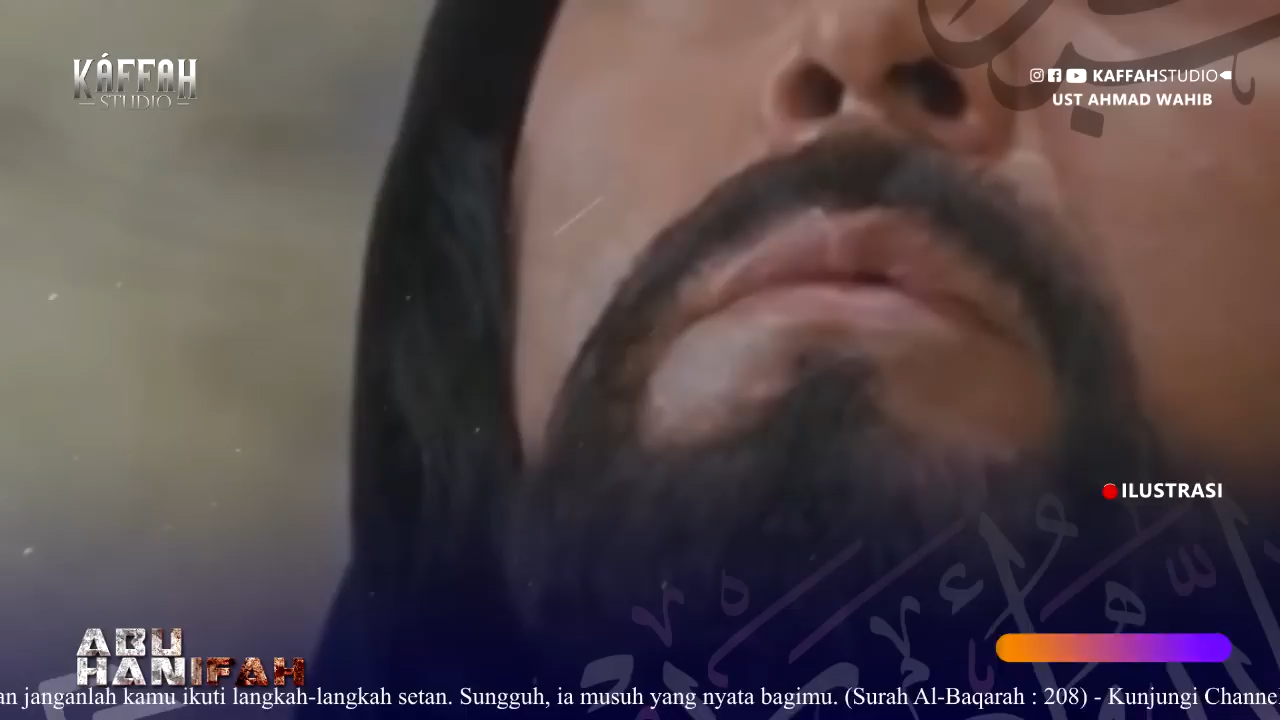 KÁFFAH
STUDIO
KAFFAHSTUDIO
UST AHMAD WAHIB
ILUSTRASI
ABU
HANIFAH
an janganlah kamu ikuti langkah-langkah setan. Sungguh, ia musuh yang nyata bagimu. (Surah Al-Baqarah : 208) - Kunjungi Channe